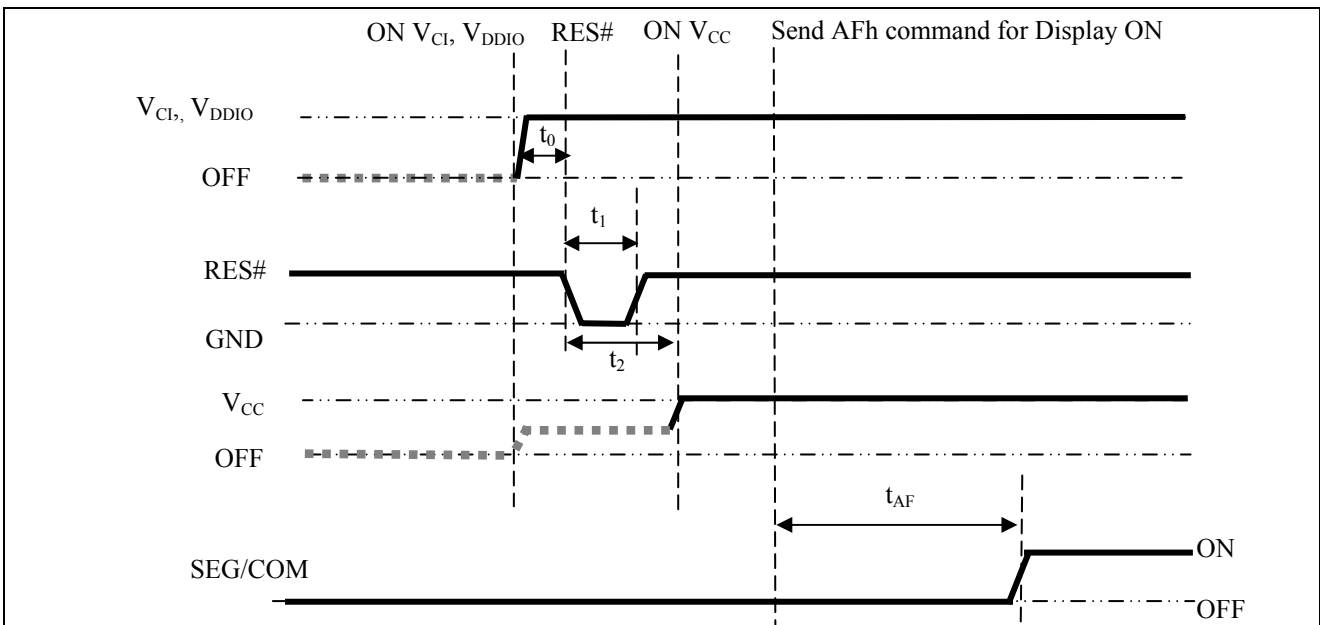 ON VCI, VDDIO RES# ON VCC Send AFh command for Display ON
VCI,, VDDIO
t0
OFF
t1
RES#
GND
t2
VCC
OFF
tAF
ON
SEG/COM
OFF